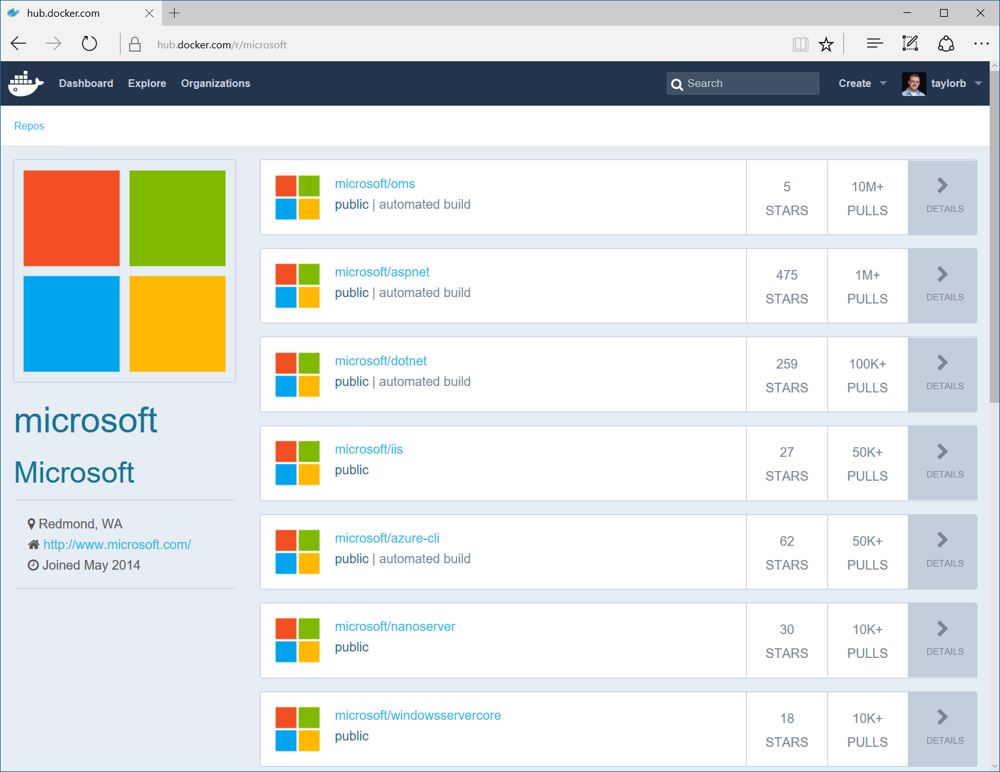 hub.docker.com
hub.docker.com/r/microsoft
Dashboard Explore Organizations Search Create taylorb
Repos
microsoft
Microsoft
Redmond, WA
http://www.microsoft.com/
Joined May 2014
microsoft/oms
public | automated build
5
STARS
10M+
PULLS
DETAILS
microsoft/aspnet
public | automated build
475
STARS
1M+
PULLS
DETAILS
microsoft/dotnet
public | automated build
259
STARS
100K+
PULLS
DETAILS
microsoft/iis
public
27
STARS
50K+
PULLS
DETAILS
microsoft/azure-cli
public | automated build
62
STARS
50K+
PULLS
DETAILS
microsoft/nanoserver
public
30
STARS
10K+
PULLS
DETAILS
microsoft/windowsservercore
public
18
STARS
10K+
PULLS
DETAILS